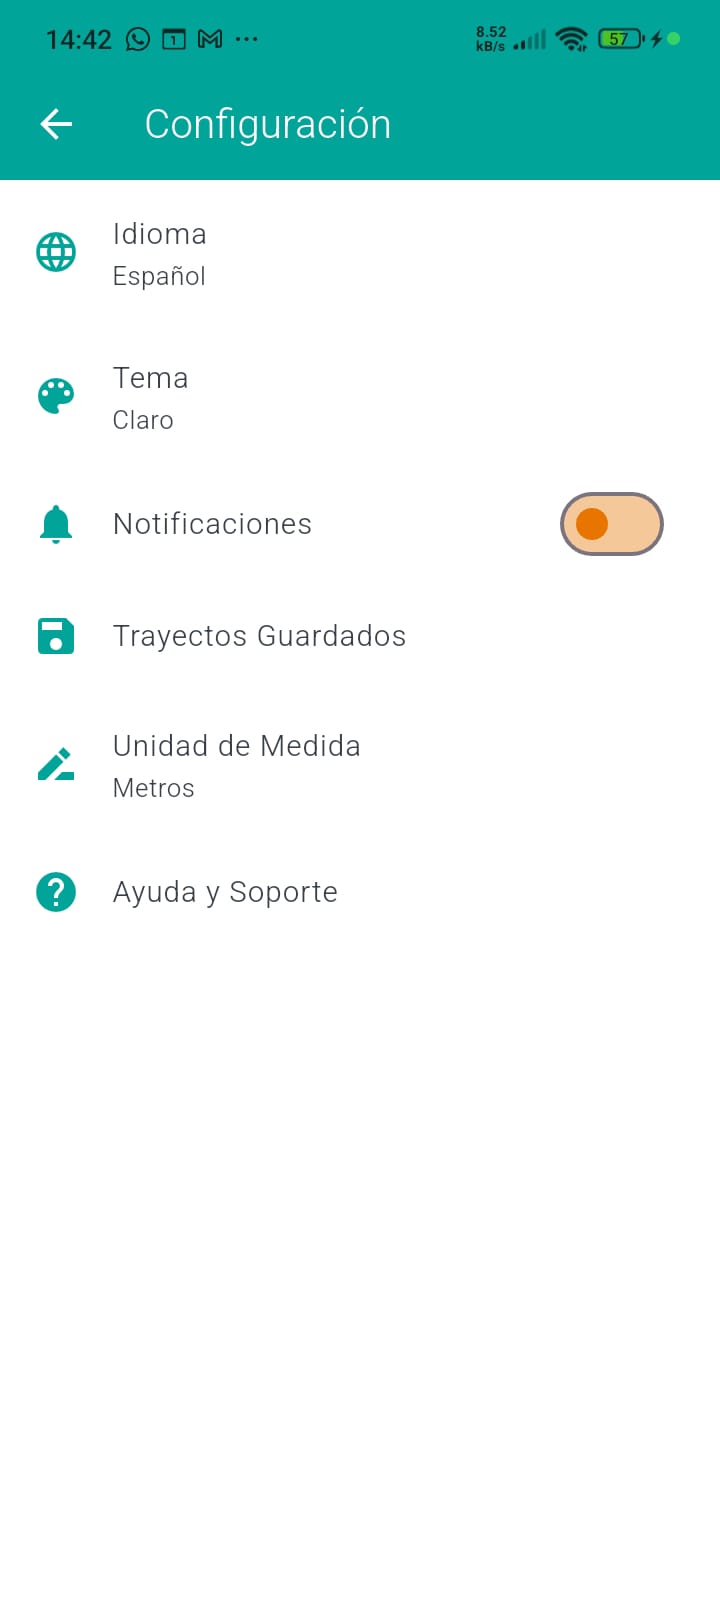 14:42
8.52
kB/s
57
Configuración
Idioma
Español
Tema
Claro
Notificaciones
Trayectos Guardados
Unidad de Medida
Metros
Ayuda y Soporte